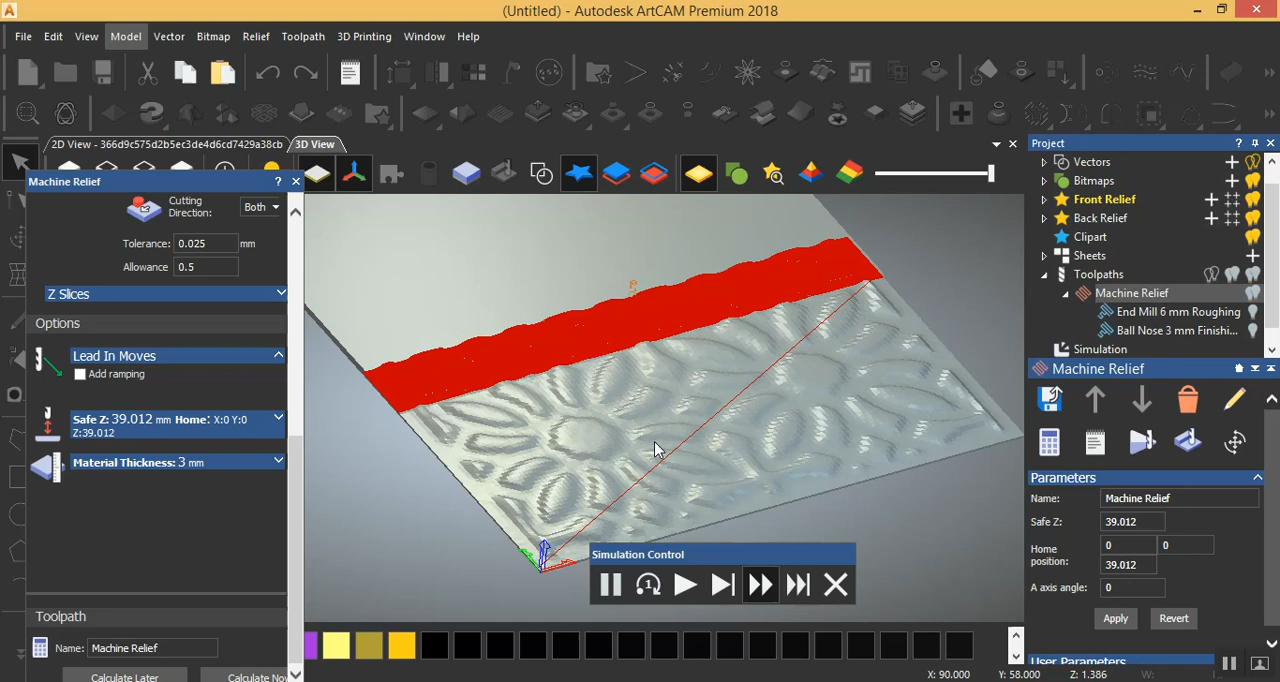 (Untitled) - Autodesk ArtCAM Premium 2018
File Edit View Model Vector Bitmap Relief Toolpath 3D Printing Window Help
2D View - 366d9c575d2b5ec3de4d6cd7429a38cb 3D View
Project
Vectors
Bitmaps
Front Relief
Back Relief
Clipart
Sheets
Toolpaths
Machine Relief
End Mill 6 mm Roughing
Ball Nose 3 mm Finishi...
Simulation
Machine Relief
Cutting
Direction: Both
Tolerance: 0.025 mm
Allowance 0.5
Z Slices
Options
Lead In Moves
Add ramping
Safe Z: 39.012 mm Home: X:0 Y:0
Z:39.012
Material Thickness: 3 mm
Toolpath
Name: Machine Relief
Calculate Later Calculate Now
Simulation Control
Machine Relief
Parameters
Name: Machine Relief
Safe Z: 39.012
Home
position: 0 0
39.012
A axis angle: 0
Apply Revert
User Parameters
X: 90.000 Y: 58.000 Z: 1.386 W: